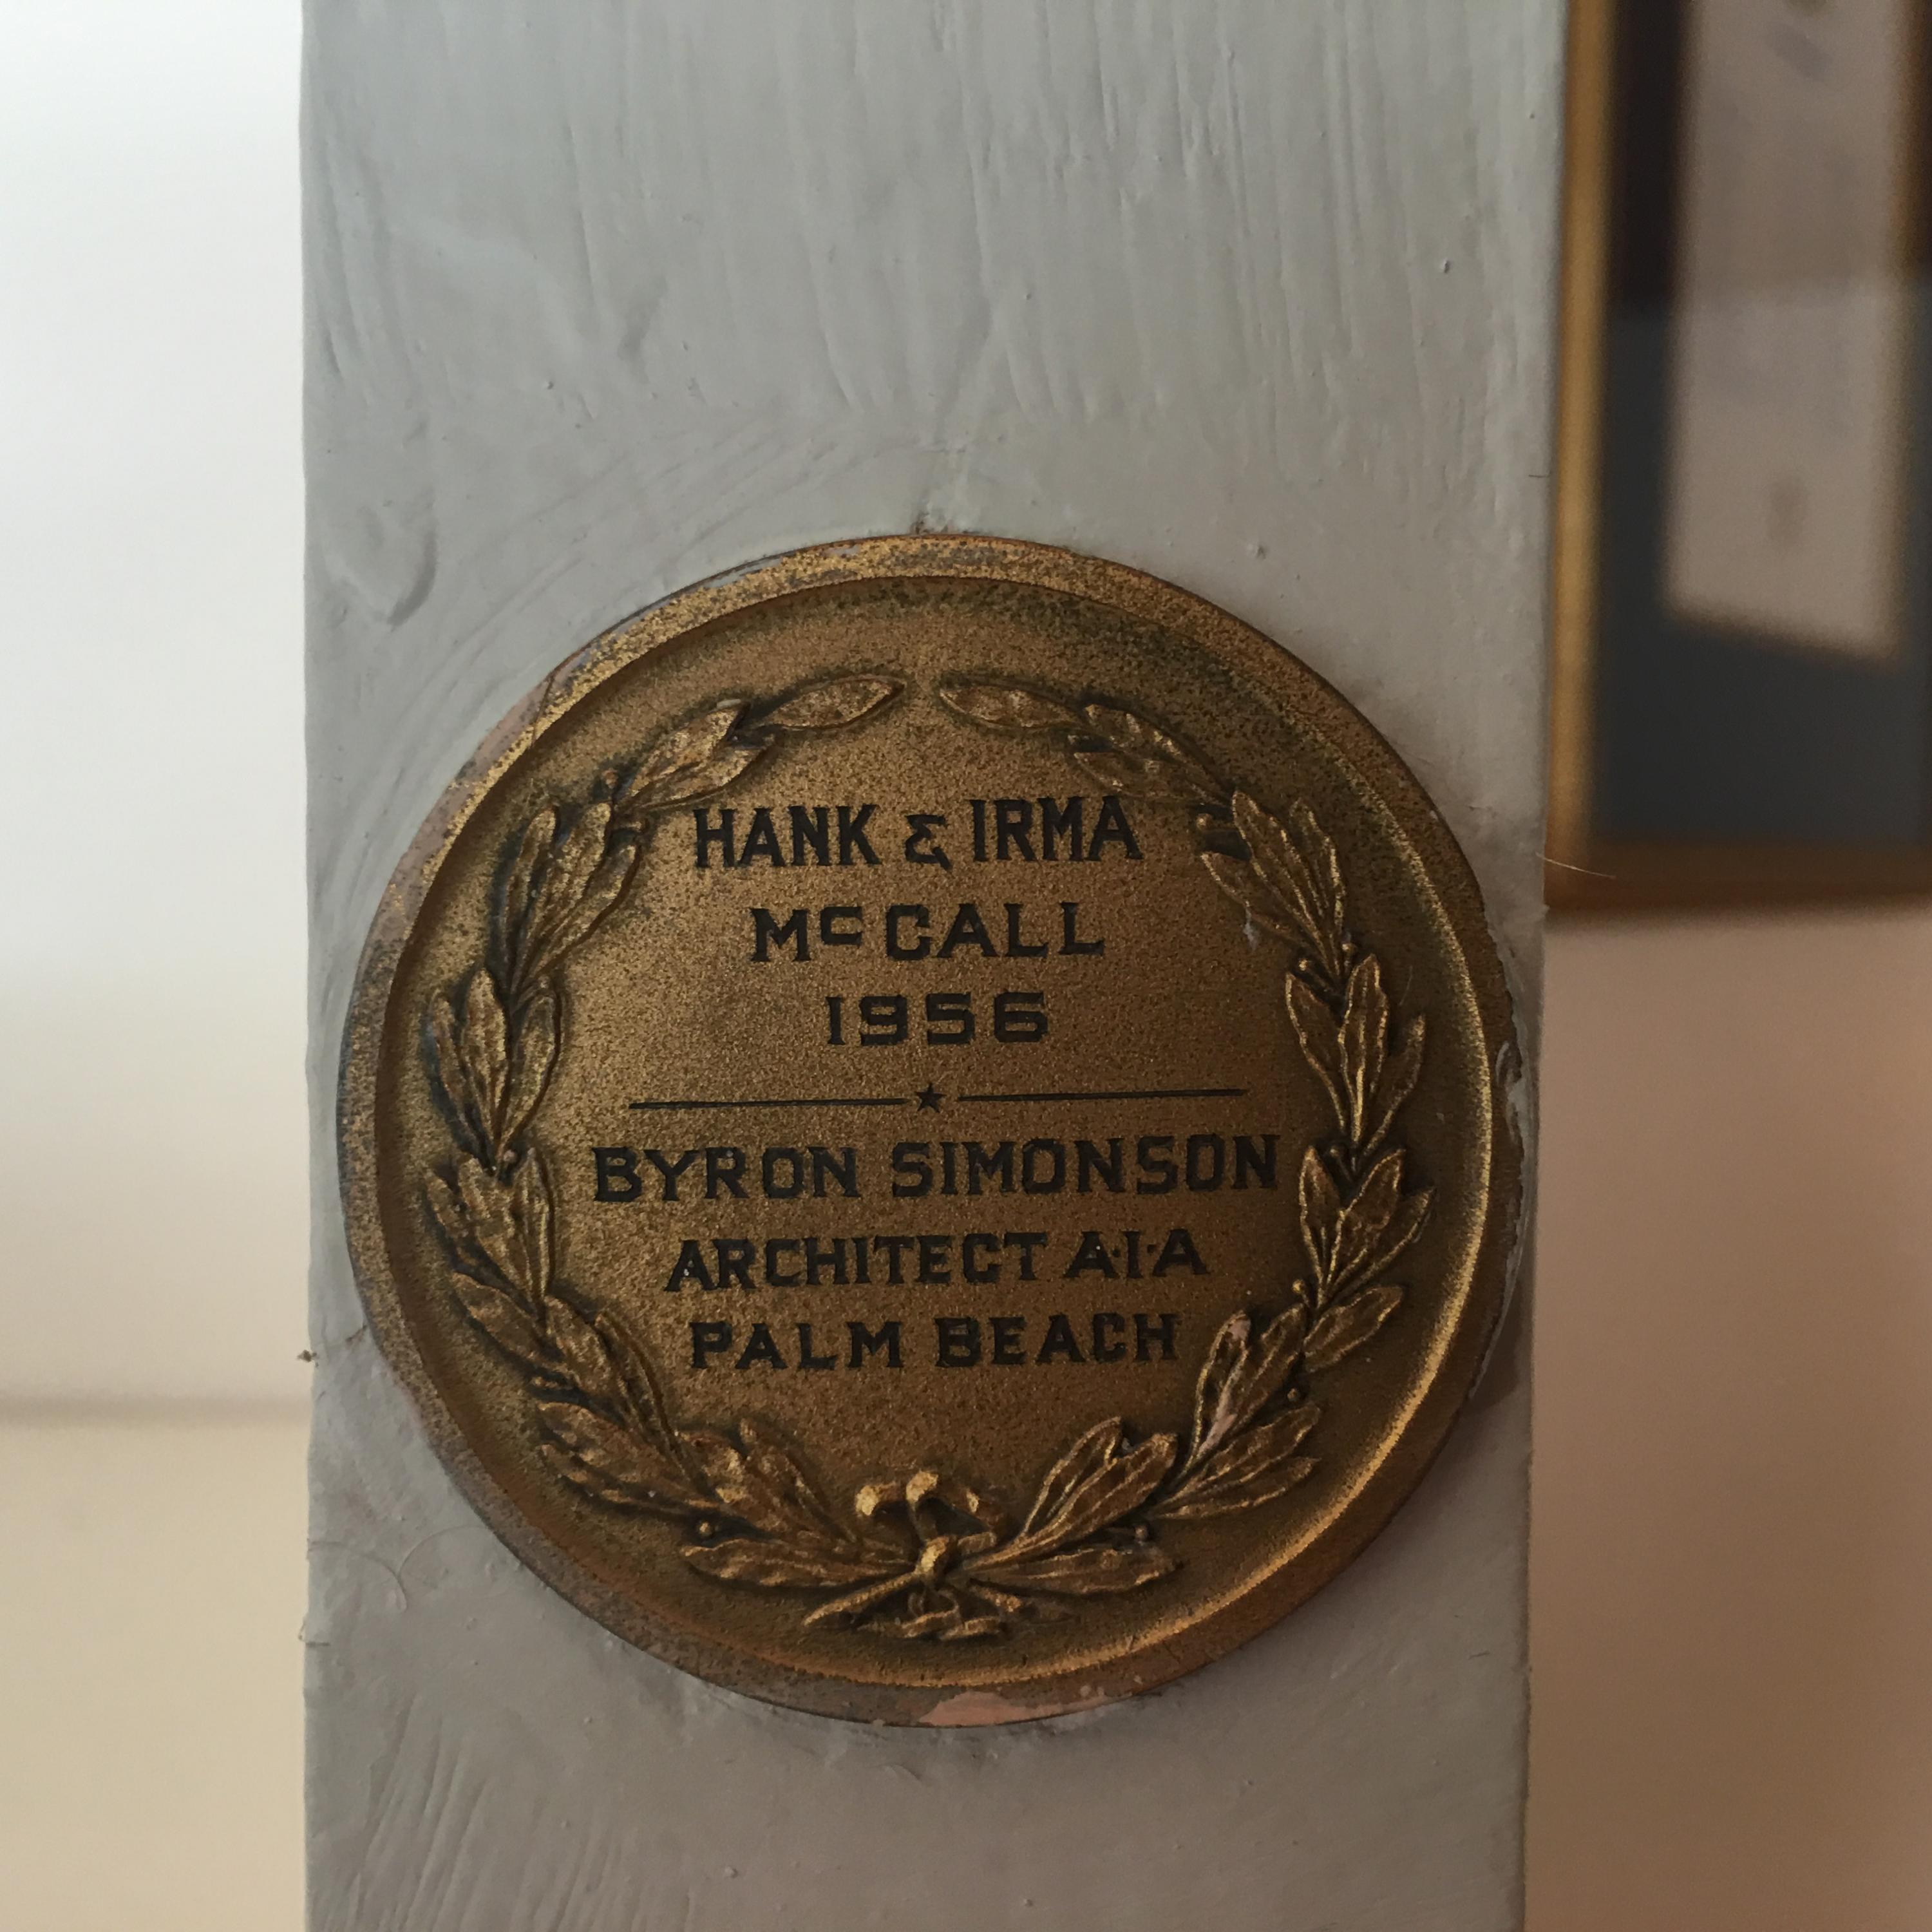 HANK & IRMA
McCALL
1956
BYRON SIMONSON
ARCHITECT A·I·A
PALM BEACH